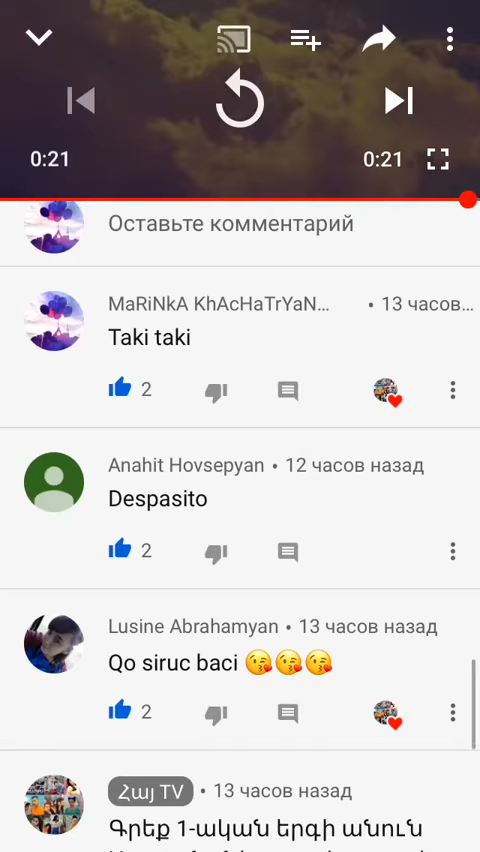 0:21
0:21
Оставьте комментарий
MaRiNkA KhAcHaTrYaN... • 13 часов...
Taki taki
2
Anahit Hovsepyan • 12 часов назад
Despasito
2
Lusine Abrahamyan • 13 часов назад
Qo siruc baci 😘😘😘
2
Հայ TV • 13 часов назад
Գրեք 1-ական երգի անուն